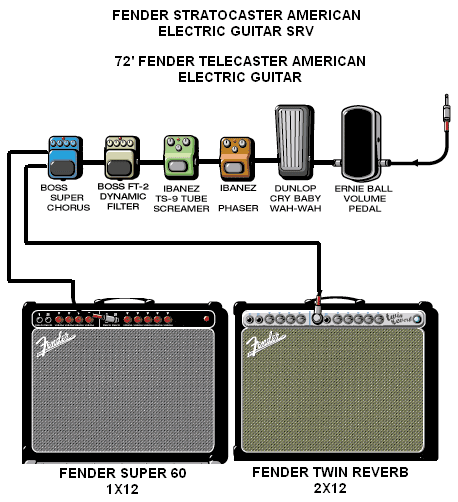 FENDER STRATOCASTER AMERICAN
ELECTRIC GUITAR SRV
72' FENDER TELECASTER AMERICAN
ELECTRIC GUITAR
BOSS
SUPER
CHORUS
BOSS FT-2
DYNAMIC
FILTER
IBANEZ
TS-9 TUBE
SCREAMER
IBANEZ
PHASER
DUNLOP
CRY BABY
WAH-WAH
ERNIE BALL
VOLUME
PEDAL
Fender
Fender
Twin Reverb
FENDER SUPER 60
1X12
FENDER TWIN REVERB
2X12